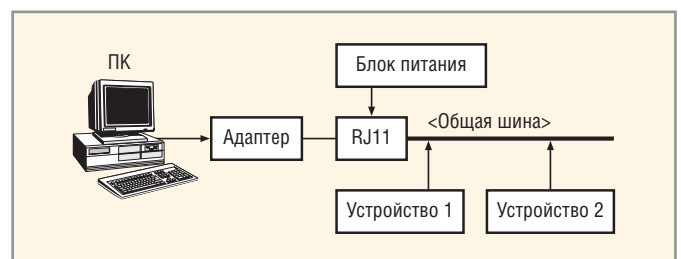 ПК
Блок питания
Адаптер
RJ11
<Общая шина>
Устройство 1
Устройство 2